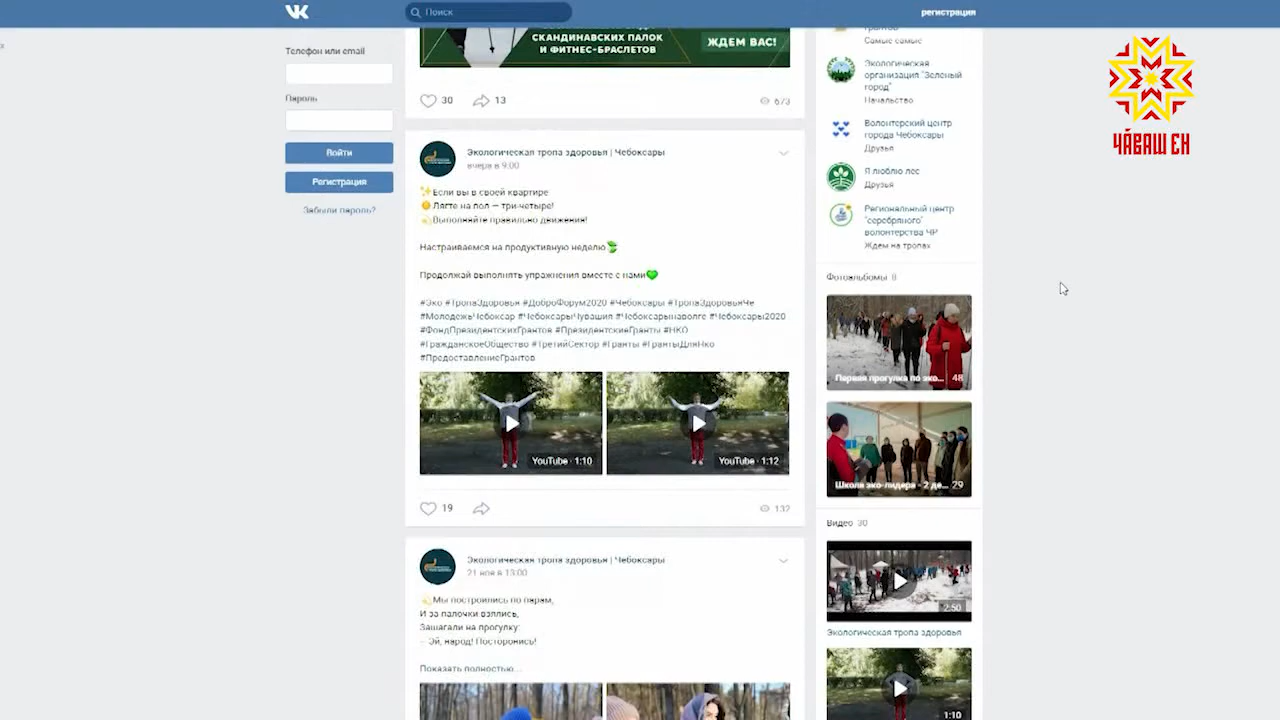 Поиск
регистрация
Телефон или email
Пароль
Войти
Регистрация
Забыли пароль?
СКАНДИНАВСКИХ ПАЛОК
И ФИТНЕС-БРАСЛЕТОВ
ЖДЕМ ВАС!
30
13
673
Экологическая тропа здоровья | Чебоксары
вчера в 9:00
Если вы в своей квартире
Лягте на пол — три-четыре!
Выполняйте правильно движения!
Настраиваемся на продуктивную неделю
Продолжай выполнять упражнения вместе с нами
#Эко #ТропаЗдоровья #ДоброФорум2020 #Чебоксары #ТропаЗдоровьяЧе
#МолодежьЧебоксар #ЧебоксарыЧувашия #Чебоксарынаволге #Чебоксары2020
#ФондПрезидентскихГрантов #ПрезидентскиеГранты #НКО
#ГражданскоеОбщество #ТретийСектор #Гранты #ГрантыДляНко
#ПредоставлениеГрантов
YouTube · 1:10
YouTube · 1:12
19
132
Экологическая тропа здоровья | Чебоксары
21 ноя в 13:00
Мы построились по парам,
И за палочки взялись,
Зашагали на прогулку:
- Эй, народ! Посторонись!
Показать полностью...
Самые самые
Экологическая
организация "Зеленый
город"
Начальство
Волонтерский центр
города Чебоксары
Друзья
Я люблю лес
Друзья
Региональный центр
"серебряного"
волонтерства ЧР
Ждем на тропах
Фотоальбомы 8
Первая прогулка по эко... 48
Школа эко-лидера - 2 де... 29
Видео 30
2:50
Экологическая тропа здоровья
1:10
ЧӐВАШ ЕН